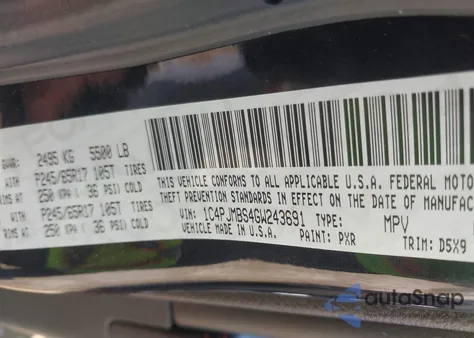 GVWR: 2495 KG 5500 LB
WITH P245/65R17 105T TIRES
RIMS AT 250 KPA ( 36 PSI) COLD
WITH P245/65R17 105T TIRES
RIMS AT 250 KPA ( 36 PSI) COLD
THIS VEHICLE CONFORMS TO ALL APPLICABLE U.S.A. FEDERAL MOTOR
THEFT PREVENTION STANDARDS IN EFFECT ON THE DATE OF MANUFAC
VIN: 1C4PJMBS4GW243691 TYPE: MPV
VEHICLE MADE IN U.S.A. PAINT: PXR TRIM: D5X9
autoSnap